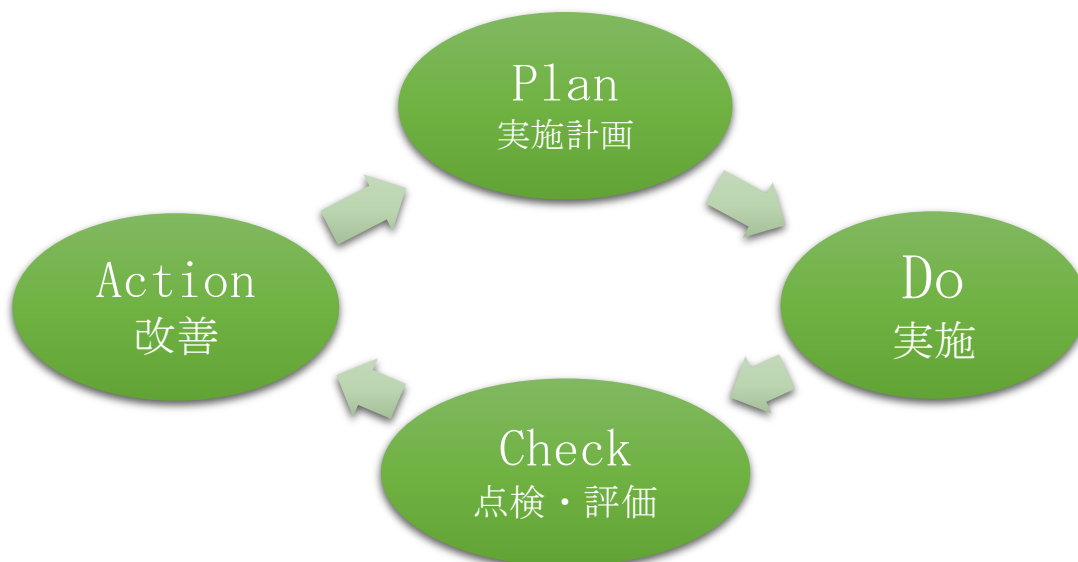 Plan
実施計画
Do
実施
Check
点検・評価
Action
改善